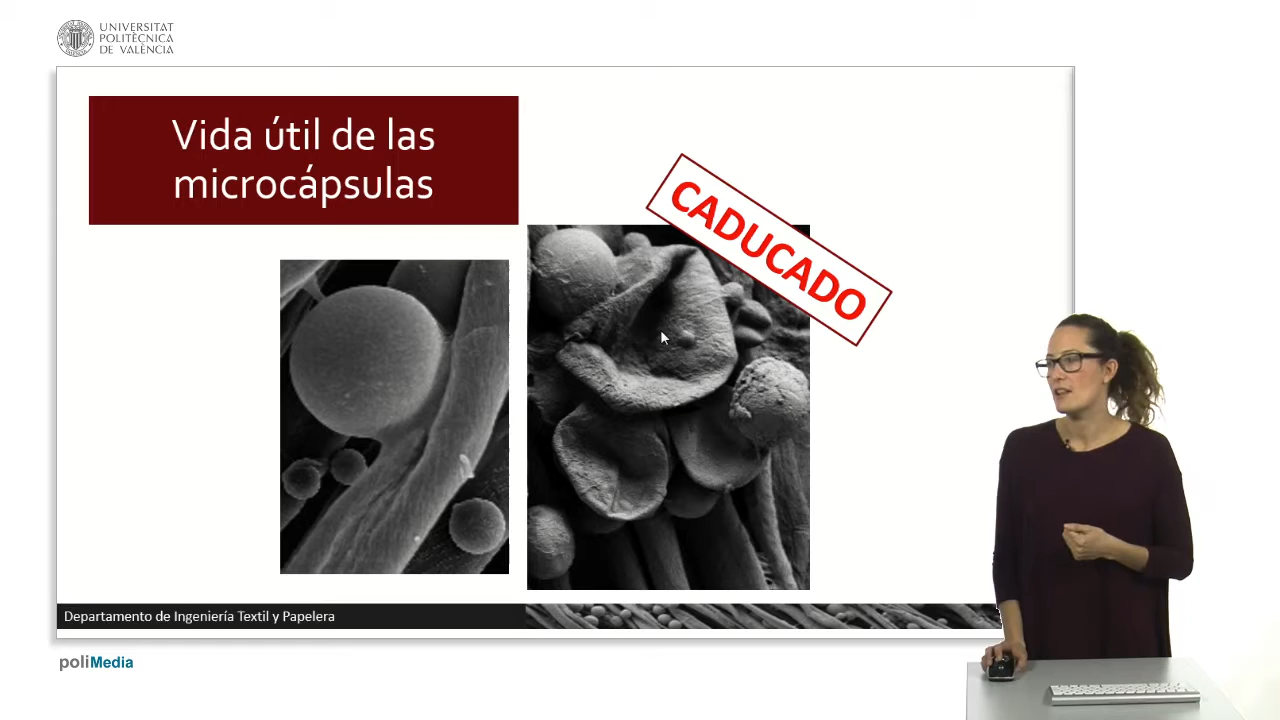 UNIVERSITAT
POLITÈCNICA
DE VALÈNCIA
Vida útil de las
microcápsulas
CADUCADO
Departamento de Ingeniería Textil y Papelera
poliMedia